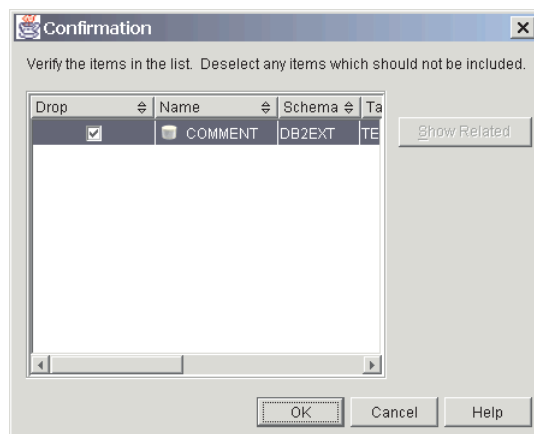 Confirmation
Verify the items in the list. Deselect any items which should not be included.
Drop Name Schema Ta
COMMENT DB2EXT TE
Show Related
OK Cancel Help